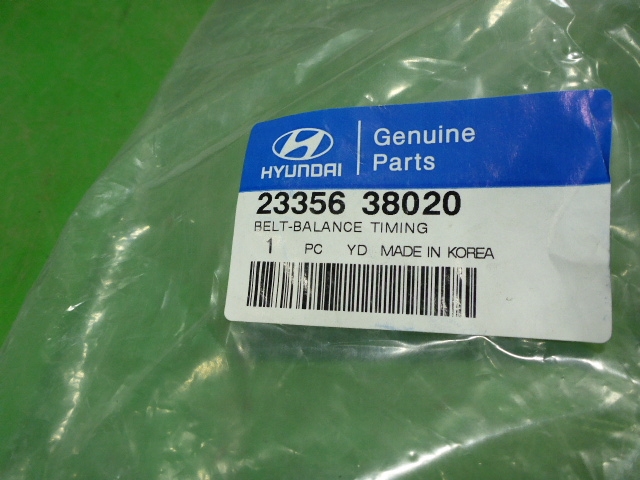 HYUNDAI
Genuine
Parts
23356 38020
BELT-BALANCE TIMING
1 PC YD MADE IN KOREA